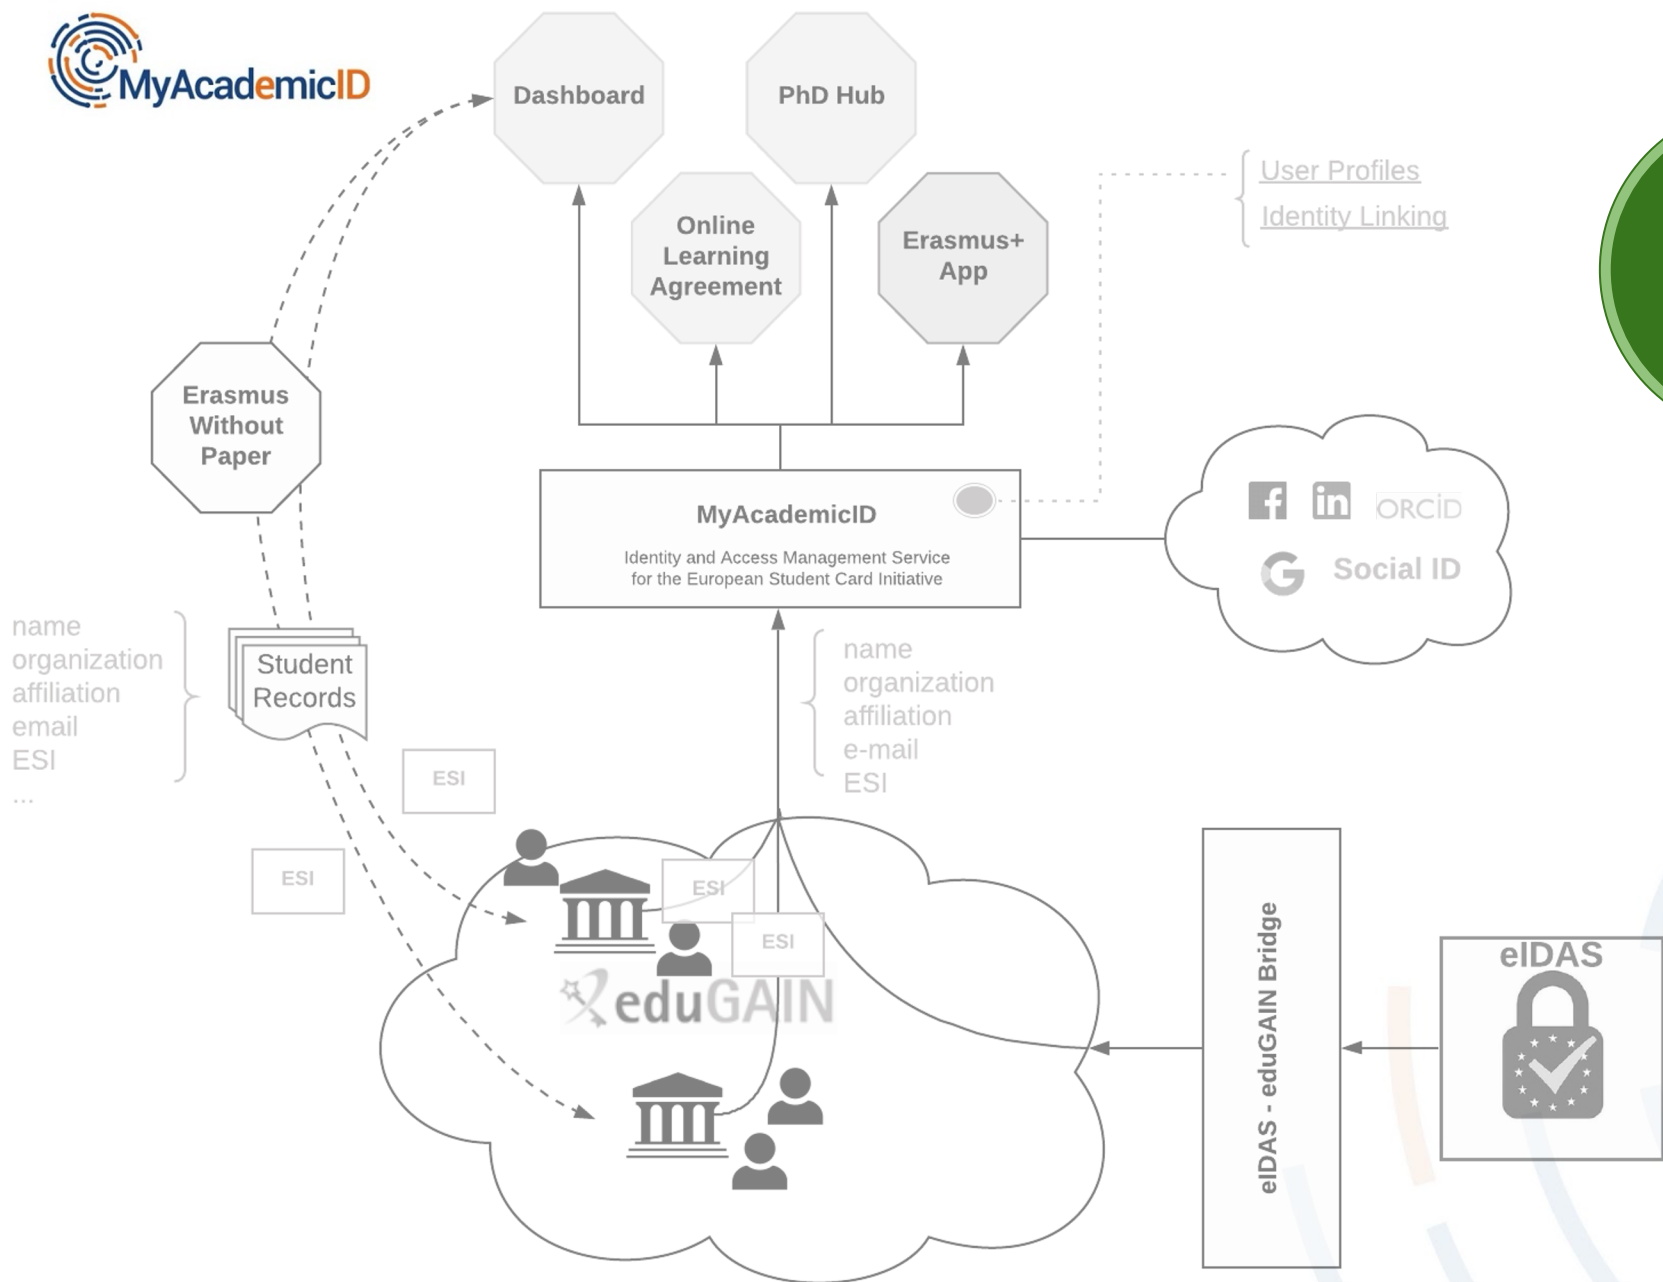 MyAcademicID
Dashboard
PhD Hub
Online
Learning
Agreement
Erasmus+
App
User Profiles
Identity Linking
Erasmus
Without
Paper
MyAcademicID
Identity and Access Management Service
for the European Student Card Initiative
ORCID
Social ID
name
organization
affiliation
email
ESI
...
Student
Records
name
organization
affiliation
e-mail
ESI
ESI
ESI
ESI
ESI
eduGAIN
eIDAS - eduGAIN Bridge
eIDAS